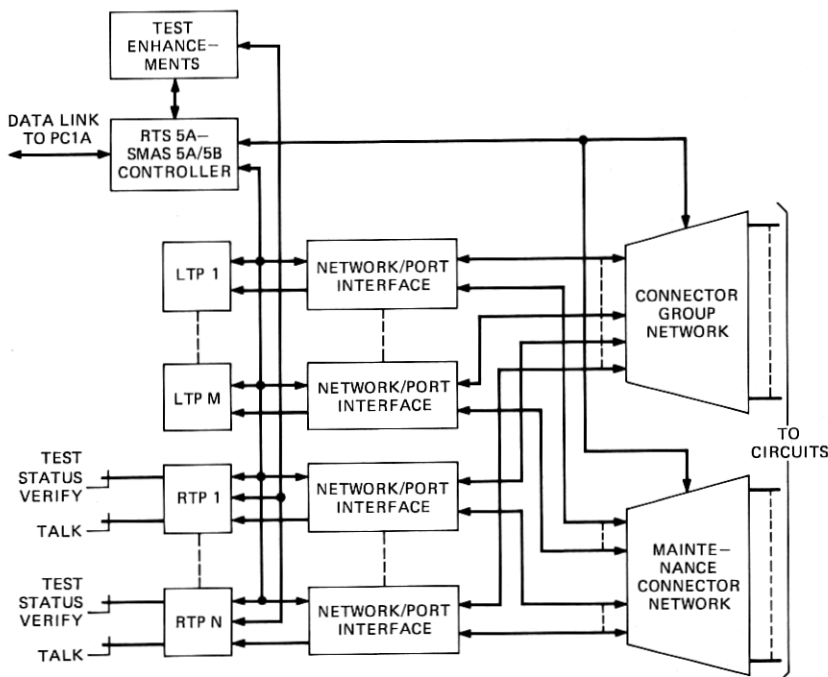 TEST
ENHANCE-
MENTS
DATA LINK
TO PC1A
RTS 5A-
SMAS 5A/5B
CONTROLLER
LTP 1
NETWORK/PORT
INTERFACE
CONNECTOR
GROUP
NETWORK
LTP M
NETWORK/PORT
INTERFACE
TO
CIRCUITS
TEST
STATUS
VERIFY
TALK
RTP 1
NETWORK/PORT
INTERFACE
MAINTE-
NANCE
CONNECTOR
NETWORK
TEST
STATUS
VERIFY
TALK
RTP N
NETWORK/PORT
INTERFACE